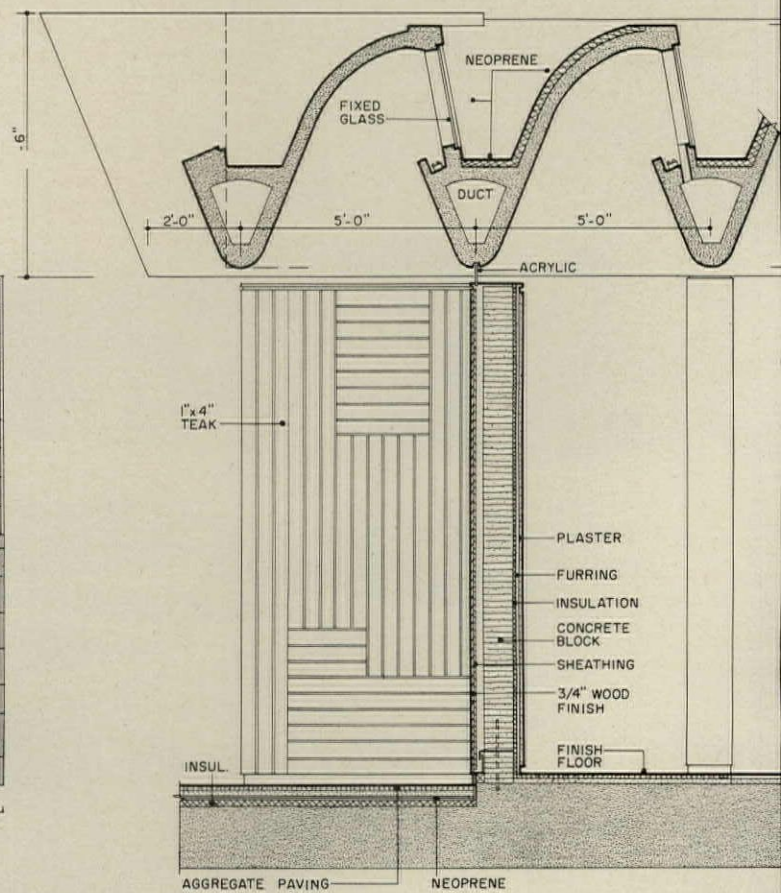 -6"
NEOPRENE
FIXED
GLASS
DUCT
2'-0"
5'-0"
5'-0"
ACRYLIC
1"x 4"
TEAK
PLASTER
FURRING
INSULATION
CONCRETE
BLOCK
SHEATHING
3/4" WOOD
FINISH
FINISH
FLOOR
INSUL.
AGGREGATE PAVING
NEOPRENE